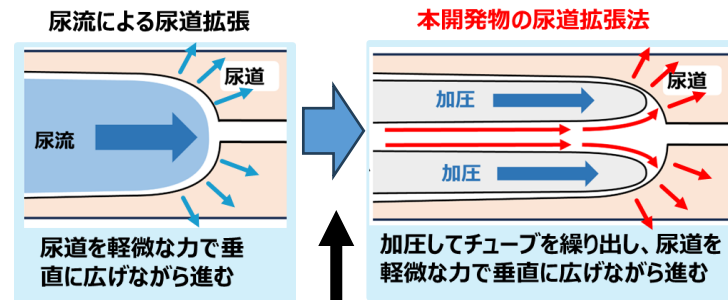 尿流による尿道拡張
尿道
尿流
尿道を軽微な力で垂
直に広げながら進む
本開発物の尿道拡張法
尿道
加圧
加圧
加圧してチューブを繰り出し、尿道を
軽微な力で垂直に広げながら進む